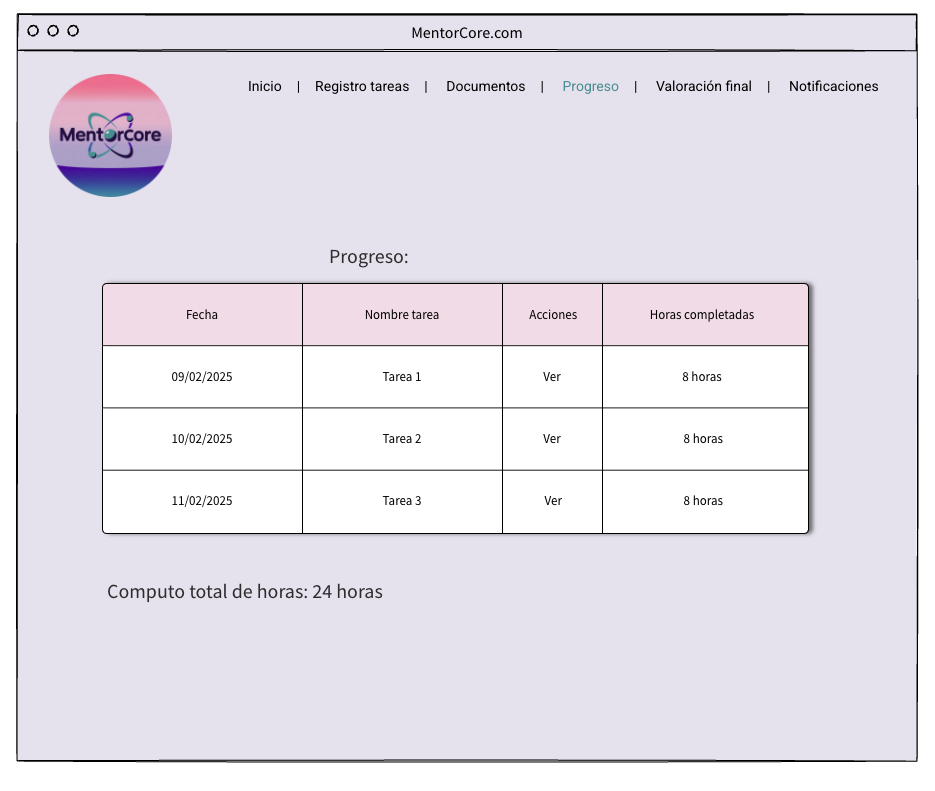 MentorCore.com
Inicio | Registro tareas | Documentos | Progreso | Valoración final | Notificaciones
Mentorcore
Progreso:
Fecha Nombre tarea Acciones Horas completadas
09/02/2025 Tarea 1 Ver 8 horas
10/02/2025 Tarea 2 Ver 8 horas
11/02/2025 Tarea 3 Ver 8 horas
Computo total de horas: 24 horas